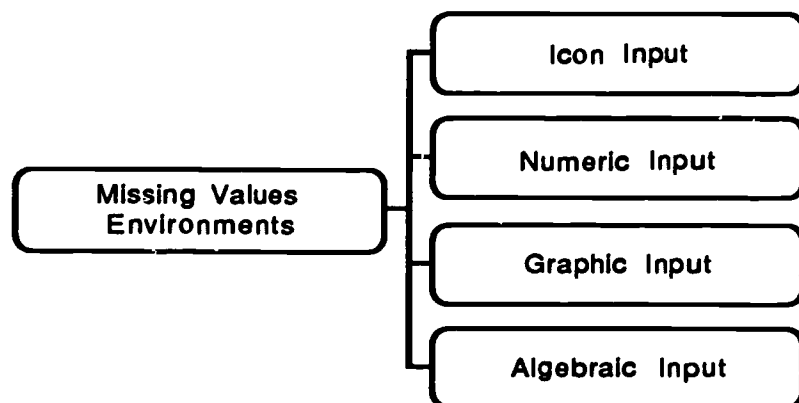 Icon Input
Numeric Input
Missing Values
Environments
Graphic Input
Algebraic Input